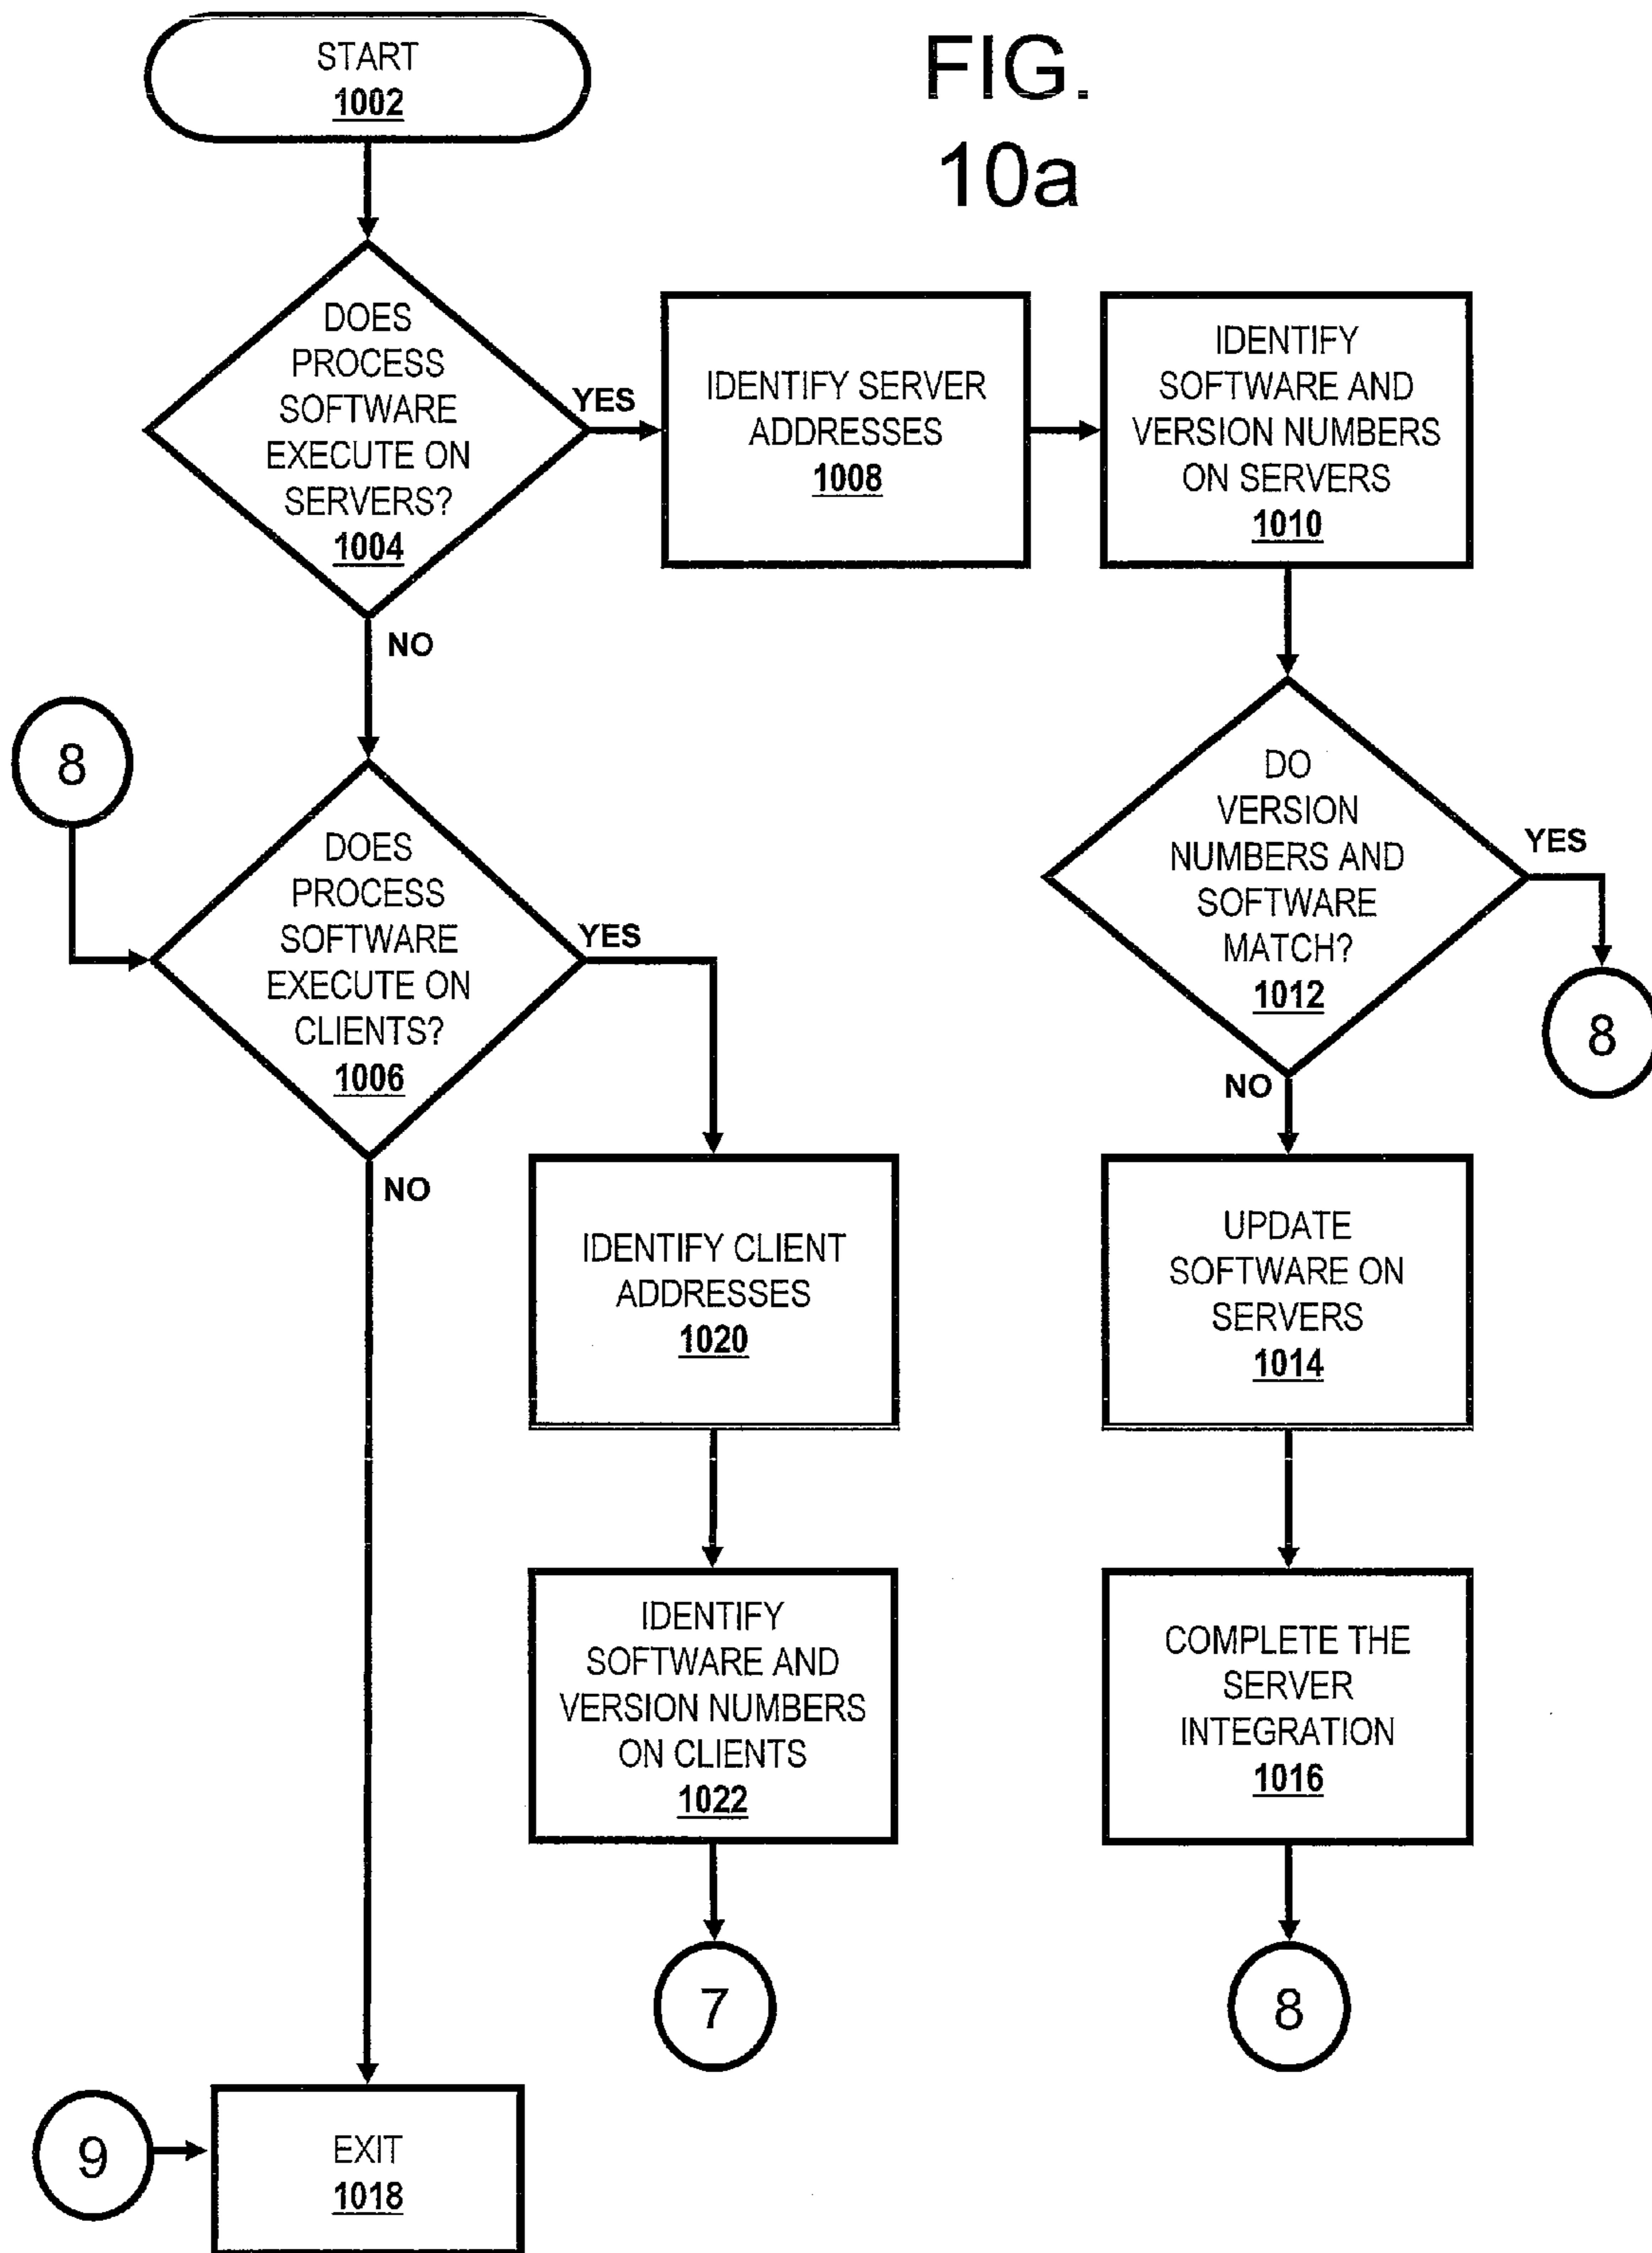 FIG.
10a
START
1002
DOES
PROCESS
SOFTWARE
EXECUTE ON
SERVERS?
1004
YES
NO
IDENTIFY SERVER
ADDRESSES
1008
IDENTIFY
SOFTWARE AND
VERSION NUMBERS
ON SERVERS
1010
DO
VERSION
NUMBERS AND
SOFTWARE
MATCH?
1012
YES
8
NO
8
DOES
PROCESS
SOFTWARE
EXECUTE ON
CLIENTS?
1006
YES
NO
IDENTIFY CLIENT
ADDRESSES
1020
UPDATE
SOFTWARE ON
SERVERS
1014
IDENTIFY
SOFTWARE AND
VERSION NUMBERS
ON CLIENTS
1022
COMPLETE THE
SERVER
INTEGRATION
1016
7
8
9
EXIT
1018